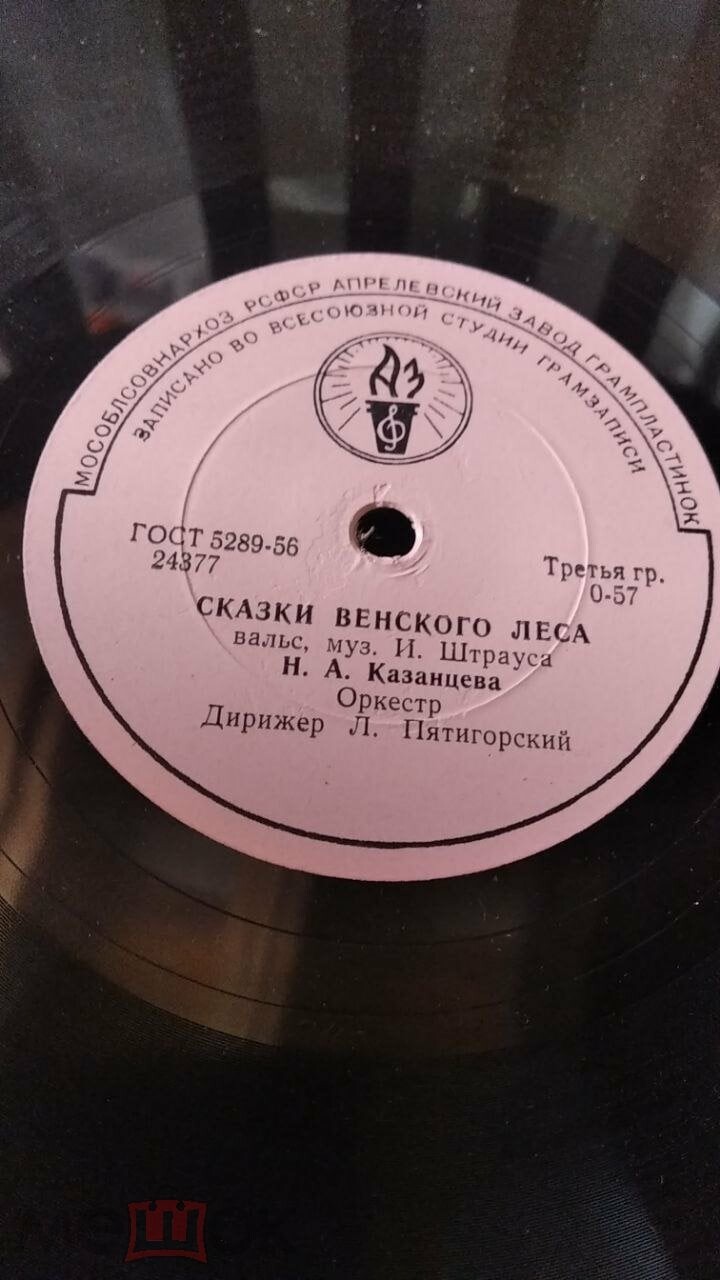 МОСОБЛСОВНАРХОЗ РСФСР АПРЕЛЕВСКИЙ ЗАВОД ГРАМПЛАСТИНОК
ЗАПИСАНО ВО ВСЕСОЮЗНОЙ СТУДИИ ГРАМЗАПИСИ
АЗ
ГОСТ 5289-56
24377
Третья гр.
0-57
СКАЗКИ ВЕНСКОГО ЛЕСА
вальс, муз. И. Штрауса
Н. А. Казанцева
Оркестр
Дирижер Л. Пятигорский
мешок